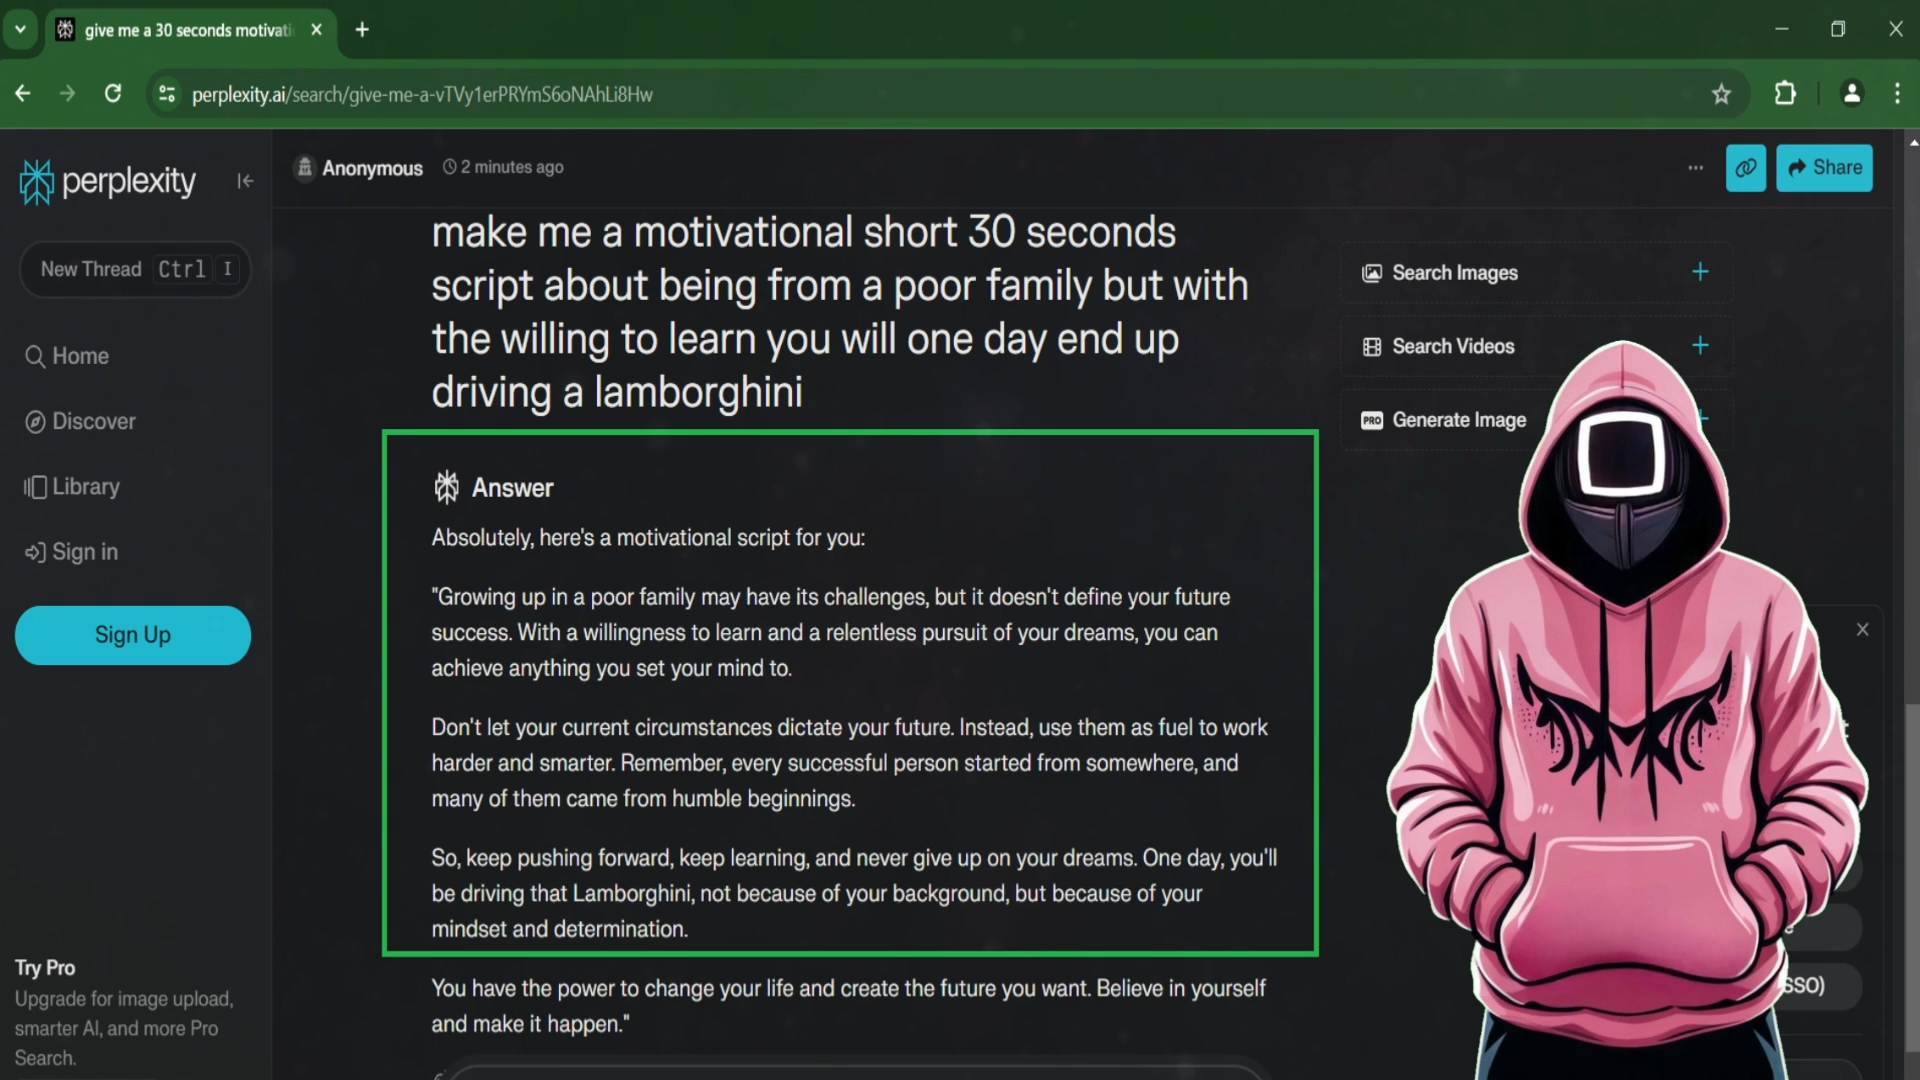 give me a 30 seconds motivati
perplexity.ai/search/give-me-a-vTVy1erPRYmS6oNAhLi8Hw
perplexity
Anonymous
2 minutes ago
Share
New Thread Ctrl I
Home
Discover
Library
Sign in
Sign Up
Try Pro
Upgrade for image upload,
smarter AI, and more Pro
Search.
make me a motivational short 30 seconds
script about being from a poor family but with
the willing to learn you will one day end up
driving a lamborghini
Answer
Absolutely, here's a motivational script for you:
"Growing up in a poor family may have its challenges, but it doesn't define your future
success. With a willingness to learn and a relentless pursuit of your dreams, you can
achieve anything you set your mind to.
Don't let your current circumstances dictate your future. Instead, use them as fuel to work
harder and smarter. Remember, every successful person started from somewhere, and
many of them came from humble beginnings.
So, keep pushing forward, keep learning, and never give up on your dreams. One day, you'll
be driving that Lamborghini, not because of your background, but because of your
mindset and determination.
You have the power to change your life and create the future you want. Believe in yourself
and make it happen."
Search Images
Search Videos
PRO Generate Image
SSO)